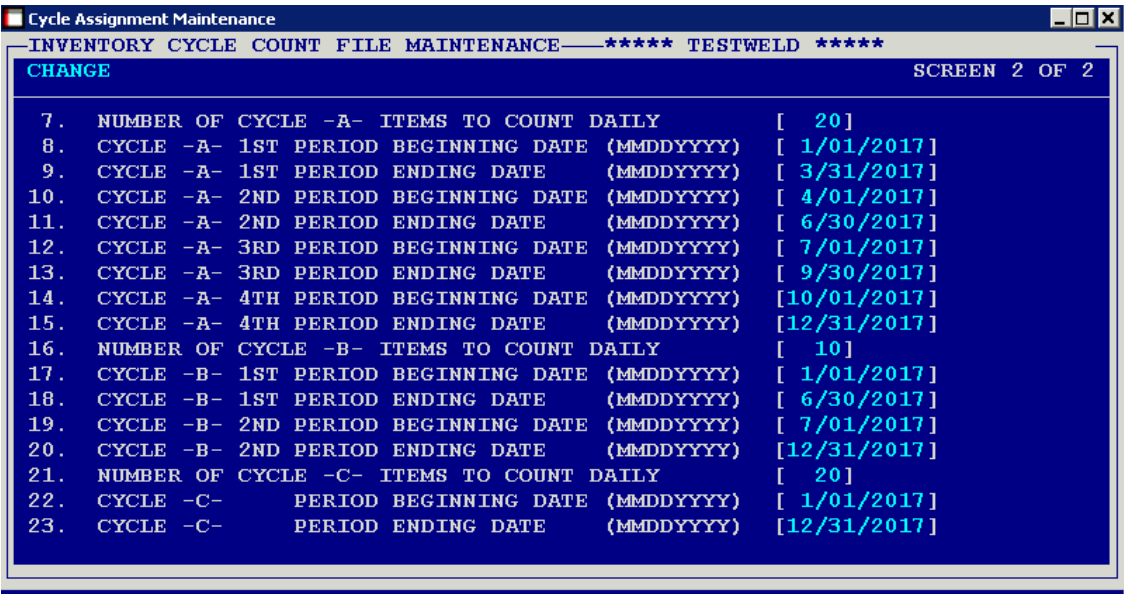 Cycle Assignment Maintenance
INVENTORY CYCLE COUNT FILE MAINTENANCE ***** TESTWELD *****
CHANGE SCREEN 2 OF 2
7. NUMBER OF CYCLE -A- ITEMS TO COUNT DAILY [ 20]
8. CYCLE -A- 1ST PERIOD BEGINNING DATE (MMDDYYYY) [ 1/01/2017]
9. CYCLE -A- 1ST PERIOD ENDING DATE (MMDDYYYY) [ 3/31/2017]
10. CYCLE -A- 2ND PERIOD BEGINNING DATE (MMDDYYYY) [ 4/01/2017]
11. CYCLE -A- 2ND PERIOD ENDING DATE (MMDDYYYY) [ 6/30/2017]
12. CYCLE -A- 3RD PERIOD BEGINNING DATE (MMDDYYYY) [ 7/01/2017]
13. CYCLE -A- 3RD PERIOD ENDING DATE (MMDDYYYY) [ 9/30/2017]
14. CYCLE -A- 4TH PERIOD BEGINNING DATE (MMDDYYYY) [10/01/2017]
15. CYCLE -A- 4TH PERIOD ENDING DATE (MMDDYYYY) [12/31/2017]
16. NUMBER OF CYCLE -B- ITEMS TO COUNT DAILY [ 10]
17. CYCLE -B- 1ST PERIOD BEGINNING DATE (MMDDYYYY) [ 1/01/2017]
18. CYCLE -B- 1ST PERIOD ENDING DATE (MMDDYYYY) [ 6/30/2017]
19. CYCLE -B- 2ND PERIOD BEGINNING DATE (MMDDYYYY) [ 7/01/2017]
20. CYCLE -B- 2ND PERIOD ENDING DATE (MMDDYYYY) [12/31/2017]
21. NUMBER OF CYCLE -C- ITEMS TO COUNT DAILY [ 20]
22. CYCLE -C- PERIOD BEGINNING DATE (MMDDYYYY) [ 1/01/2017]
23. CYCLE -C- PERIOD ENDING DATE (MMDDYYYY) [12/31/2017]